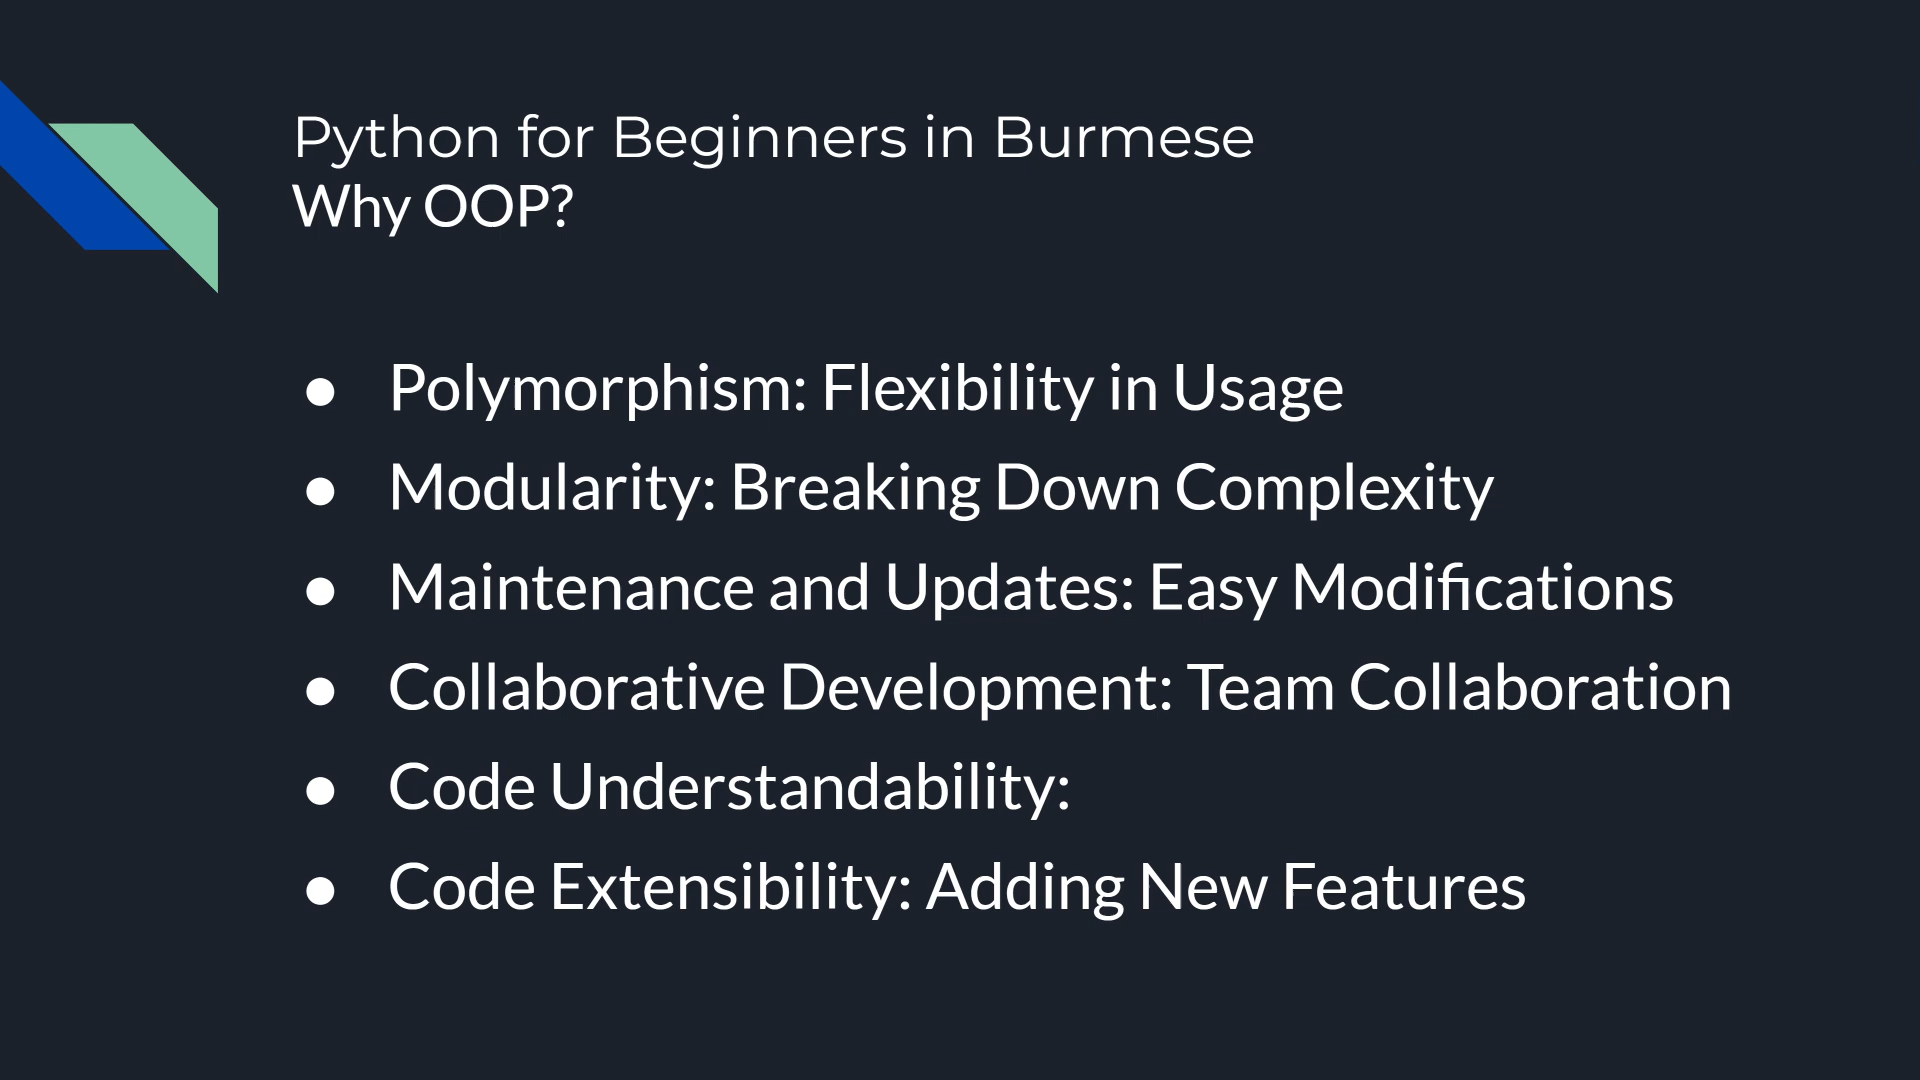 Python for Beginners in Burmese
Why OOP?
● Polymorphism: Flexibility in Usage
● Modularity: Breaking Down Complexity
● Maintenance and Updates: Easy Modifications
● Collaborative Development: Team Collaboration
● Code Understandability:
● Code Extensibility: Adding New Features